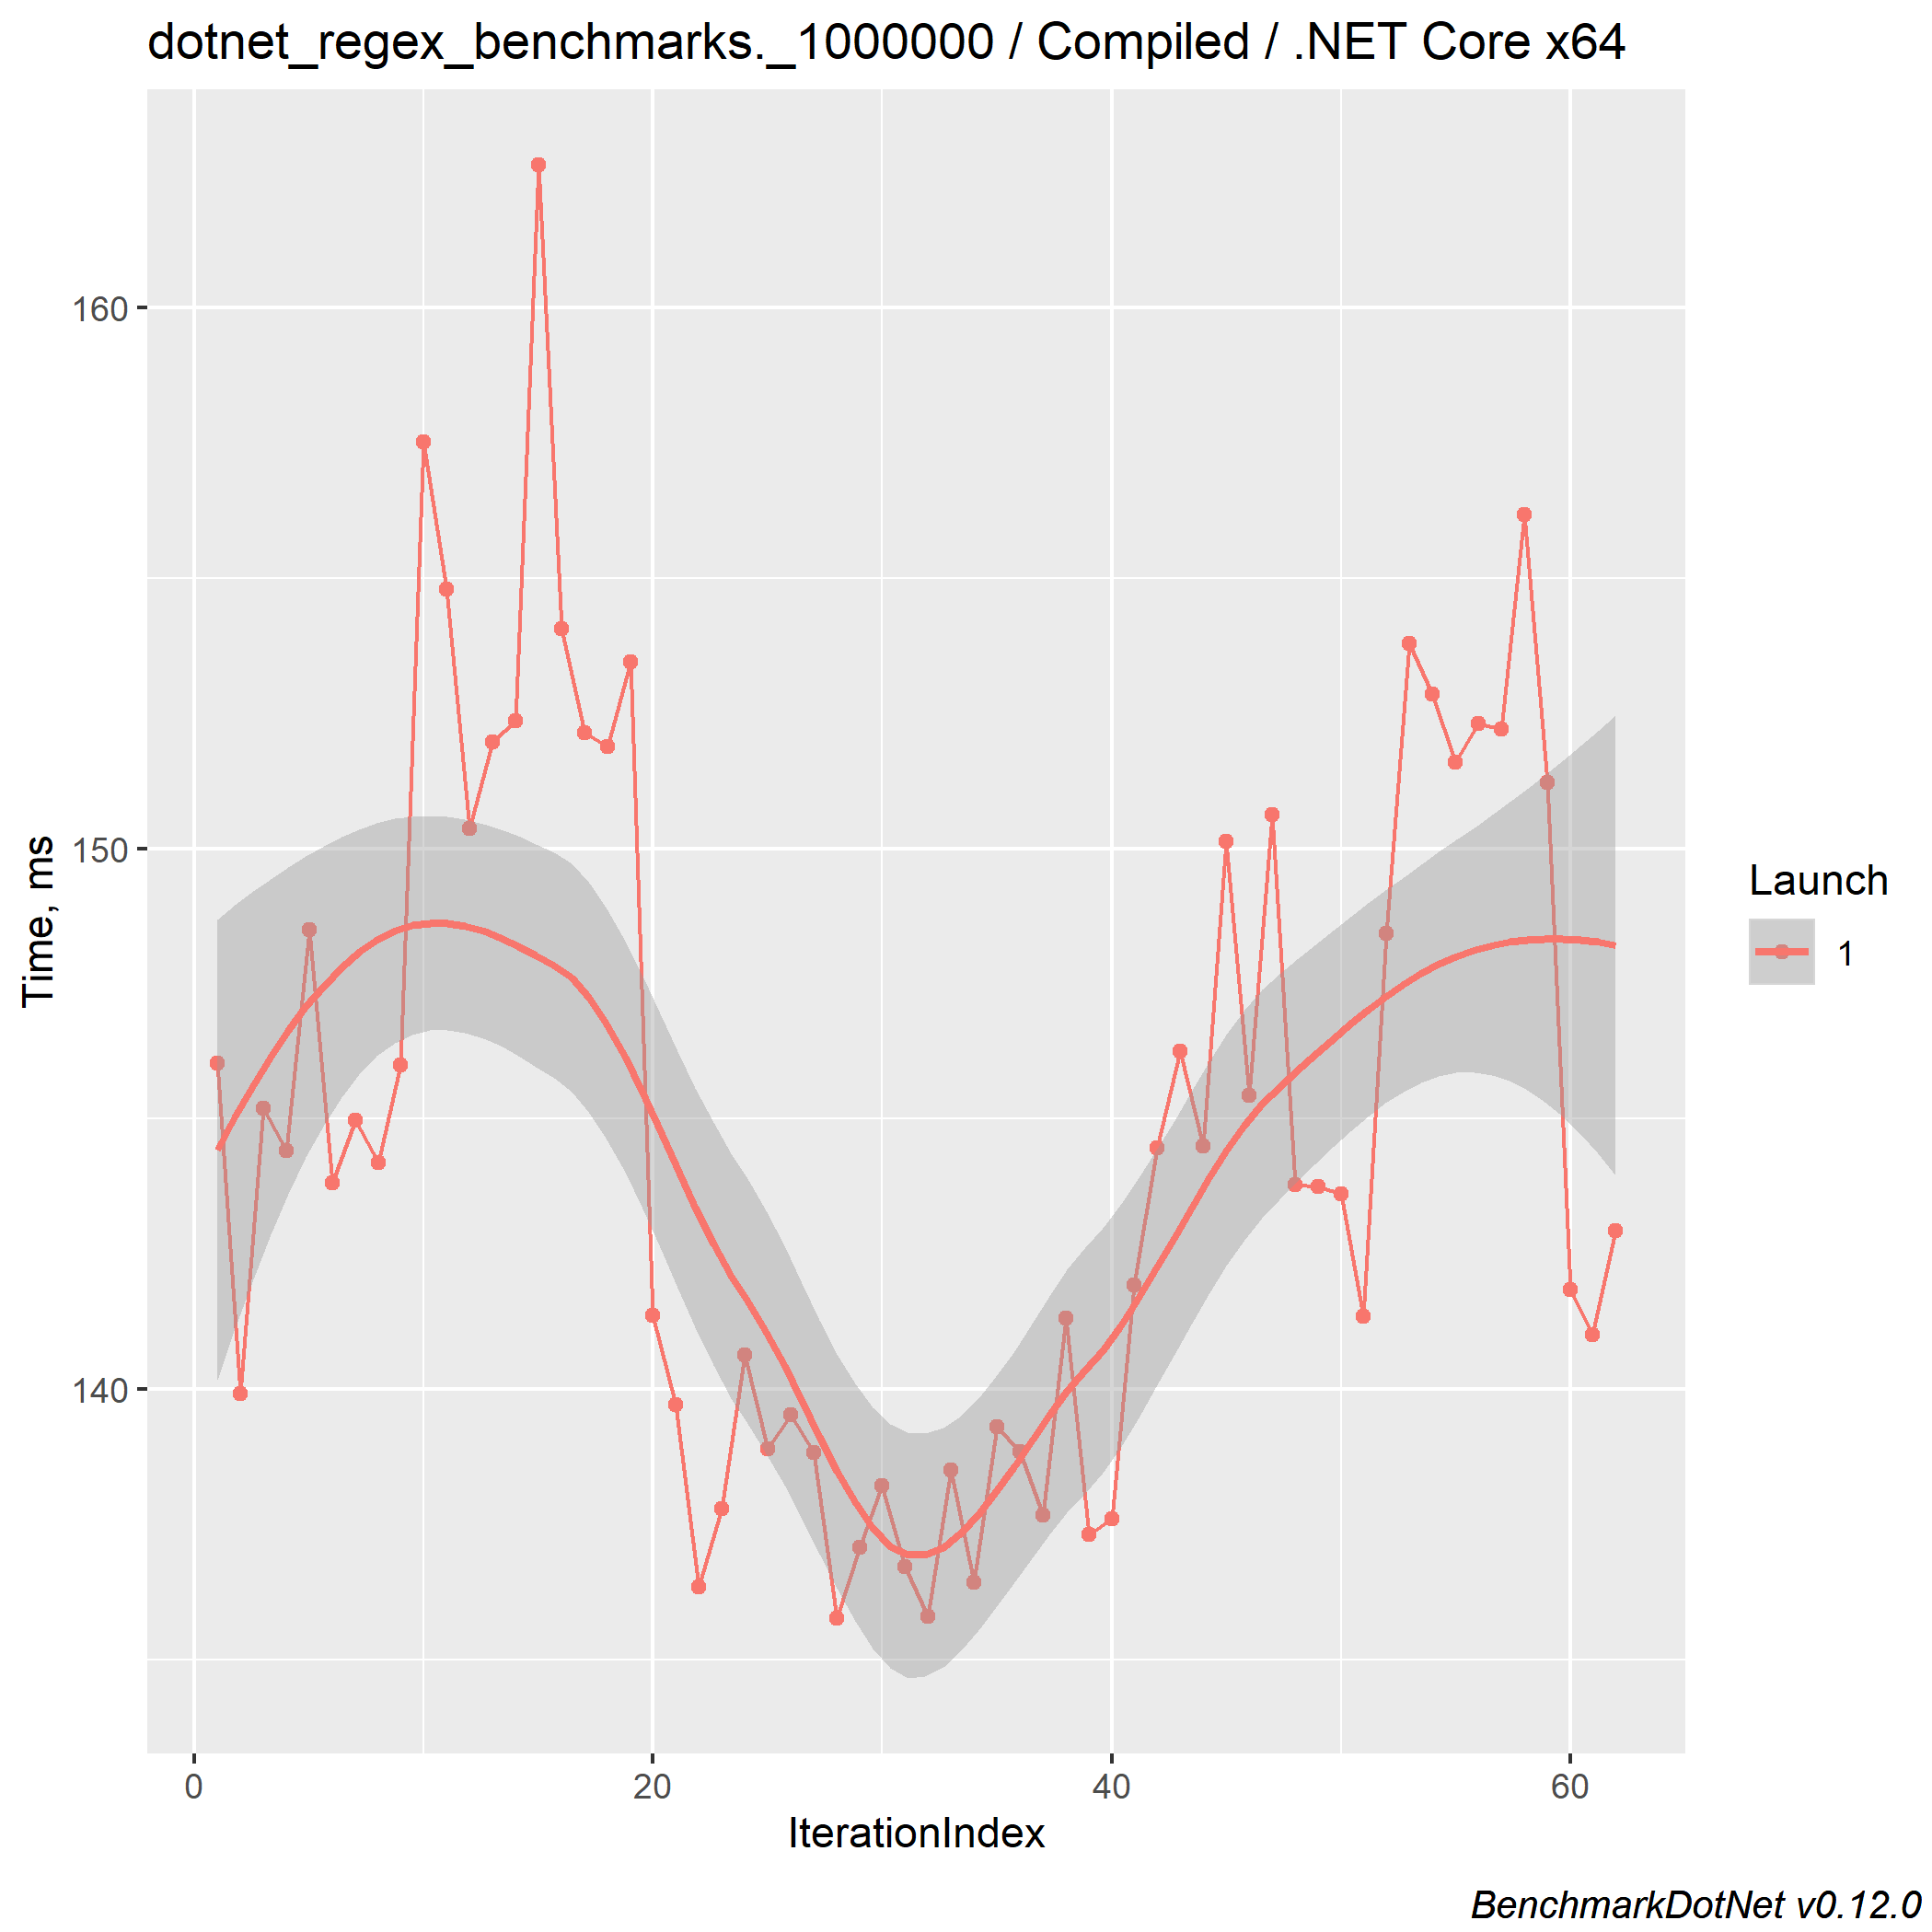 dotnet_regex_benchmarks._1000000 / Compiled / .NET Core x64
Time, ms
160
150
140
0 20 40 60
IterationIndex
Launch
1
BenchmarkDotNet v0.12.0